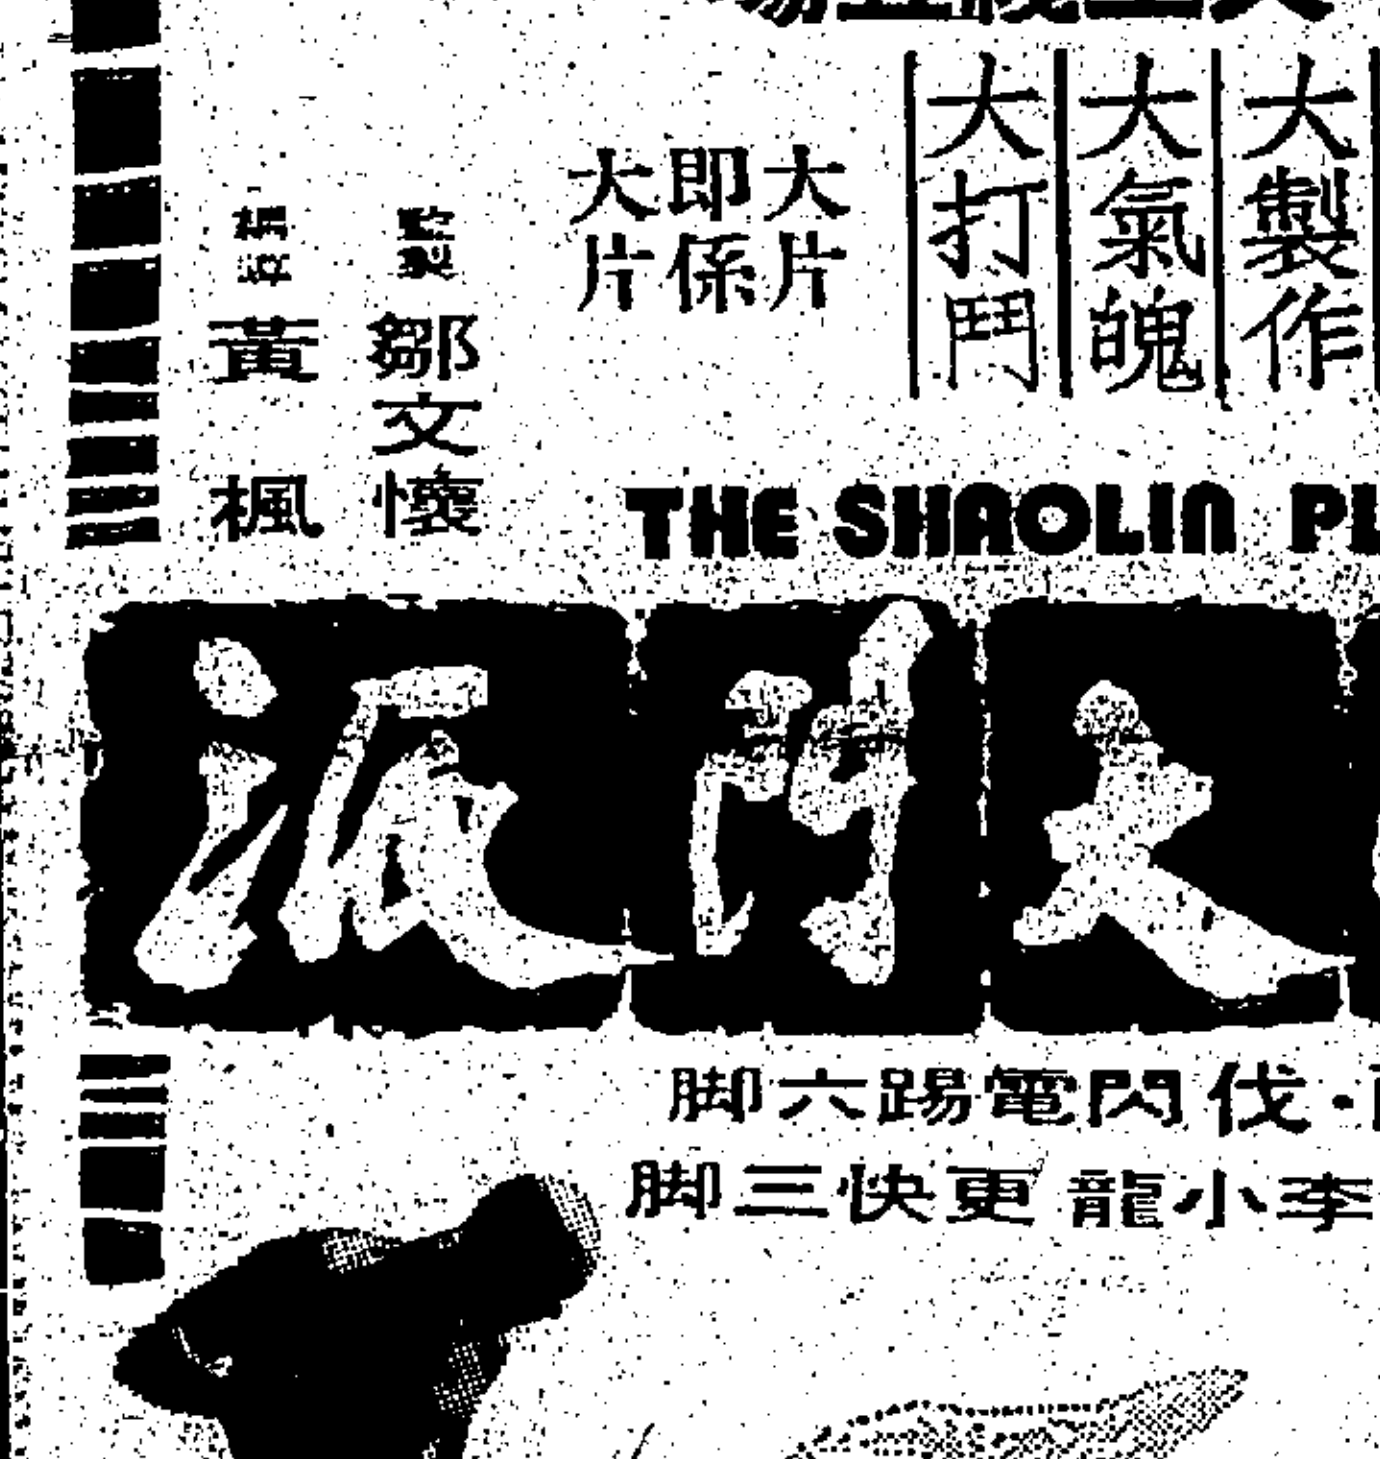 大製作
大氣魄
大打鬥
大片
即係
大片
監製 鄒文懷
編導 黃楓
THE SHAOLIN
大門派
伐閃電踢六脚
李小龍更快三脚